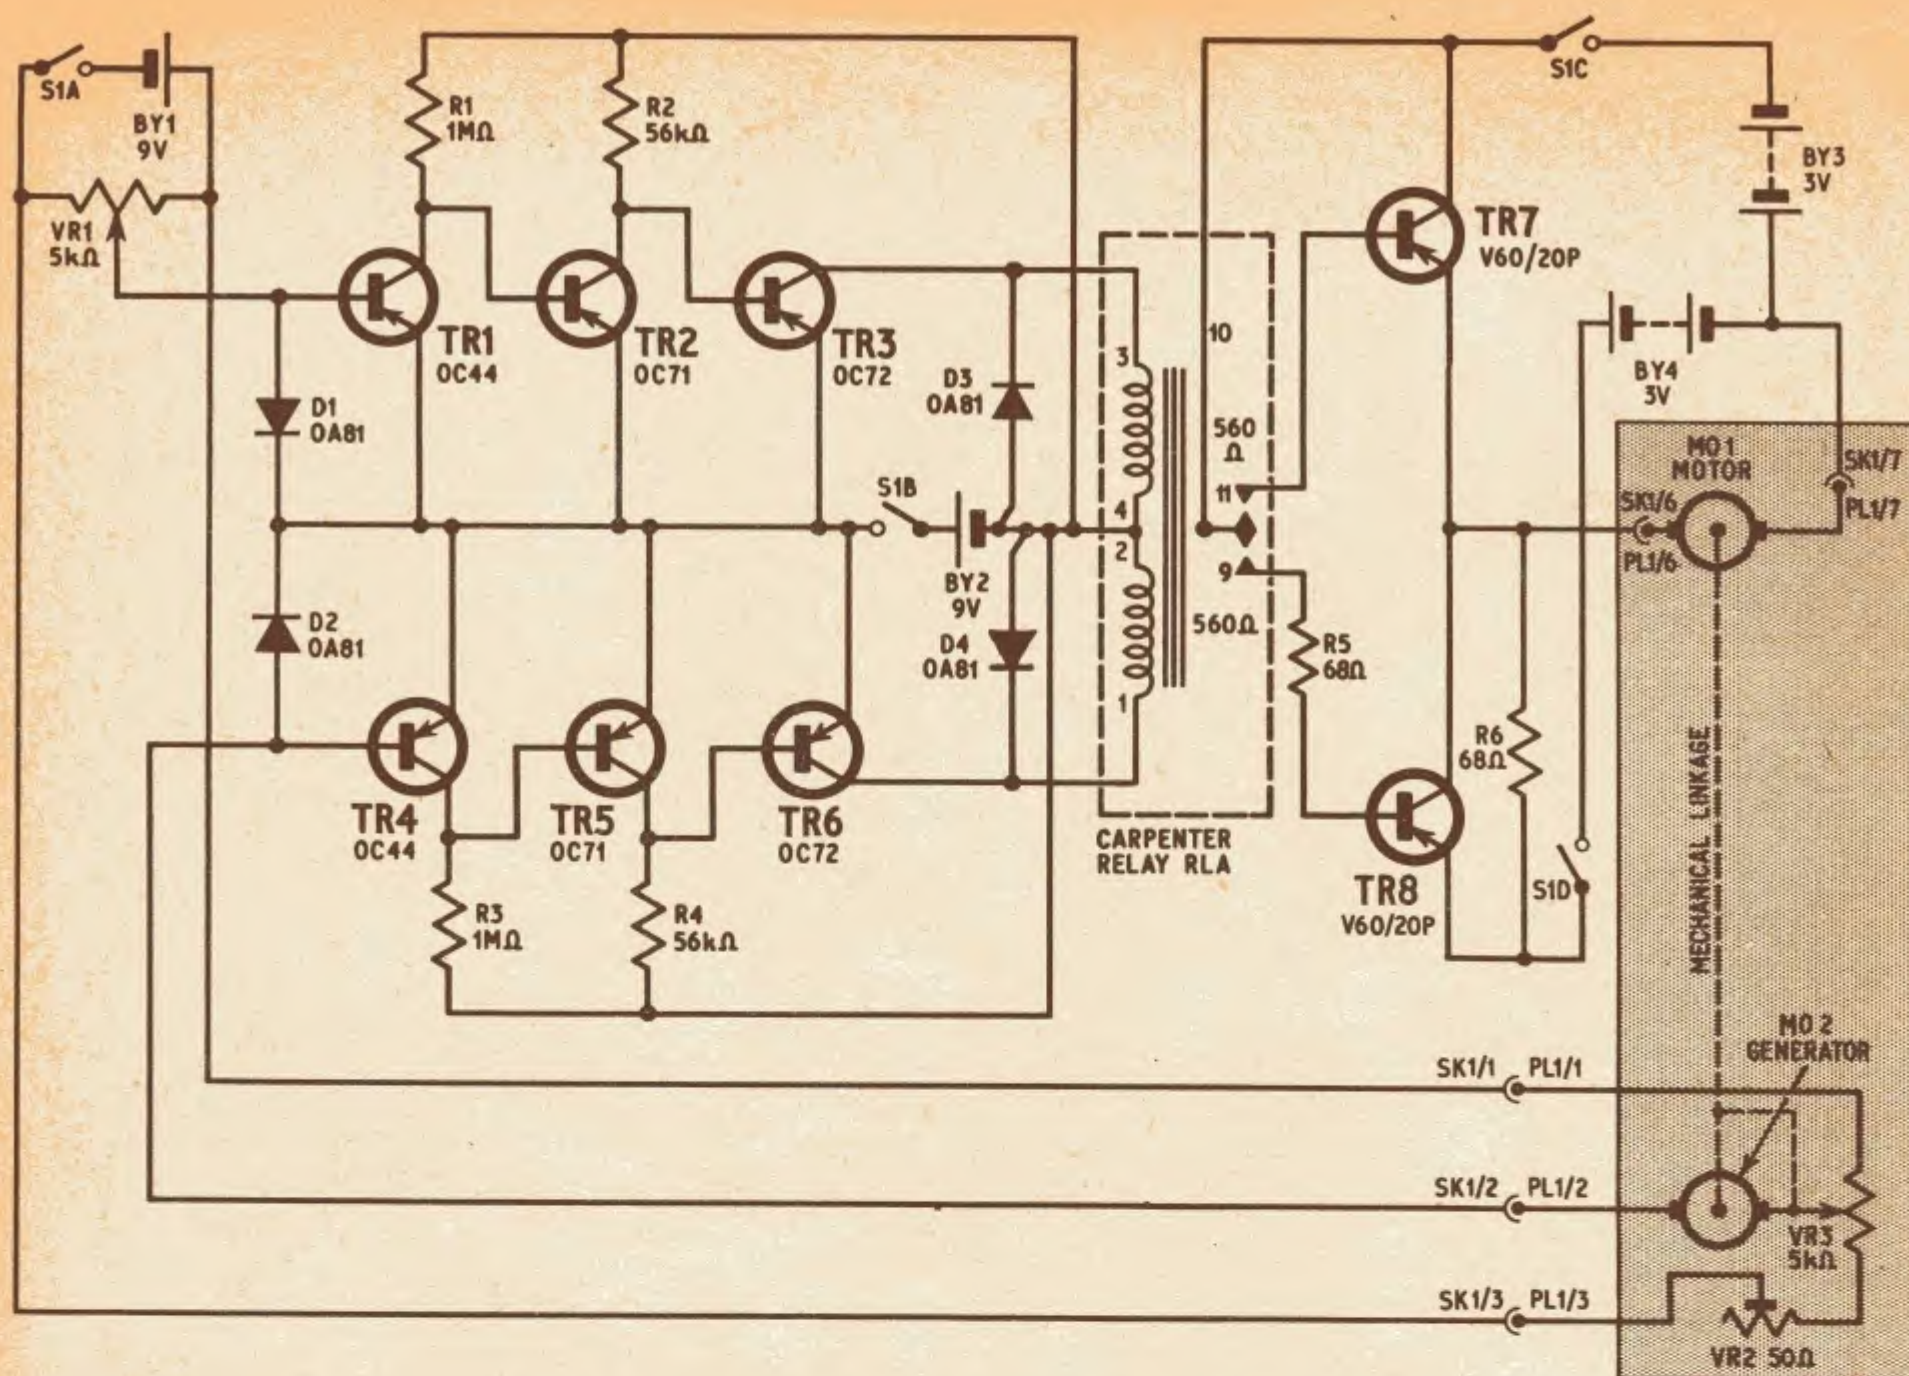 S1A
BY1
9V
VR1
5kΩ
R1
1MΩ
R2
56kΩ
TR1
OC44
TR2
OC71
TR3
OC72
D1
OA81
D2
OA81
D3
OA81
D4
OA81
S1B
BY2
9V
TR4
OC44
TR5
OC71
TR6
OC72
R3
1MΩ
R4
56kΩ
3
4
2
1
10
560
Ω
11
9
560Ω
CARPENTER
RELAY RLA
R5
68Ω
S1C
BY3
3V
TR7
V60/20P
BY4
3V
MO1
MOTOR
SK1/7
PL1/7
SK1/6
PL1/6
R6
68Ω
S1D
TR8
V60/20P
MECHANICAL LINKAGE
MO2
GENERATOR
SK1/1 PL1/1
SK1/2 PL1/2
VR3
5kΩ
SK1/3 PL1/3
VR2 50Ω